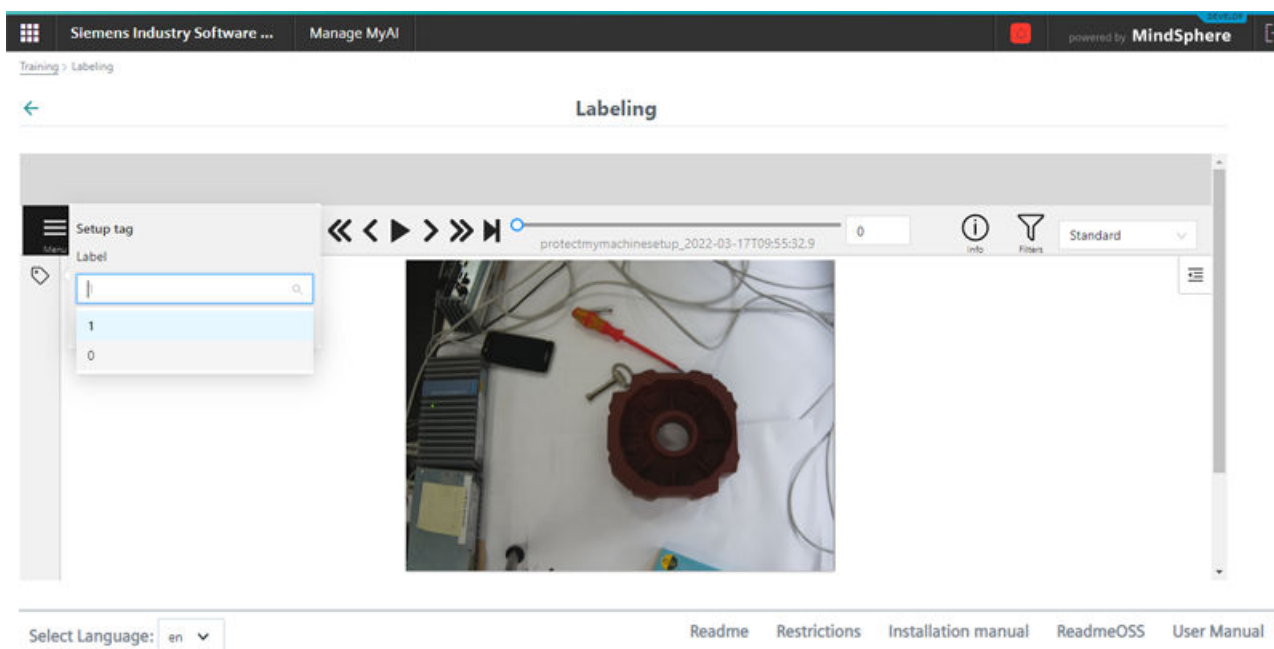 DEVELOP
Siemens Industry Software ... Manage MyAI powered by MindSphere
Training > Labeling
Labeling
Menu
Setup tag
Label
1
0
protectmymachinesetup_2022-03-17T09:55:32.9
0
Info
Filters
Standard
Select Language: en
Readme Restrictions Installation manual ReadmeOSS User Manual